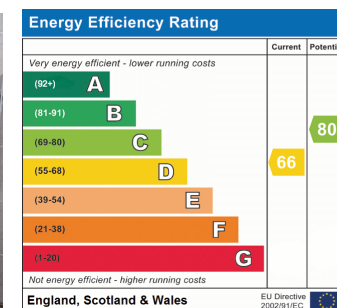 Energy Efficiency Rating
Current Potenti
Very energy efficient - lower running costs
(92+) A
(81-91) B
(69-80) C
80
(55-68) D
66
(39-54) E
(21-38) F
(1-20) G
Not energy efficient - higher running costs
England, Scotland & Wales
EU Directive
2002/91/EC